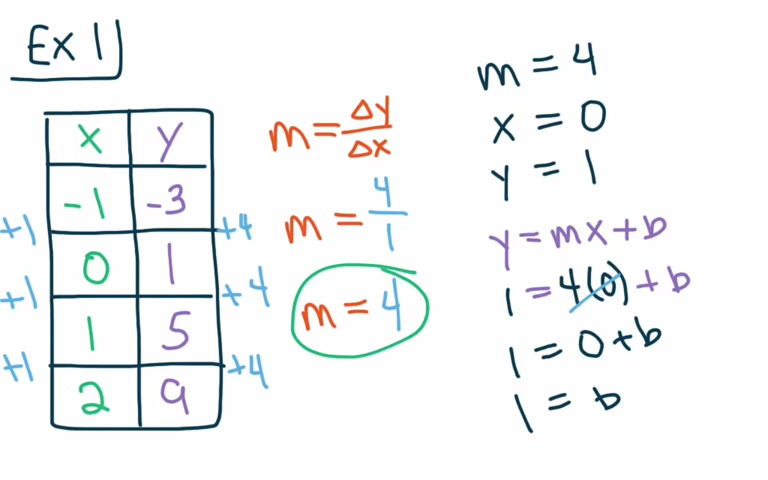 Ex 1
x y
-1 -3
+1 +4
0 1
+1 +4
1 5
+1 +4
2 9
m = Δy/Δx
m = 4/1
m = 4
m = 4
x = 0
y = 1
y = mx + b
1 = 4(0) + b
1 = 0 + b
1 = b